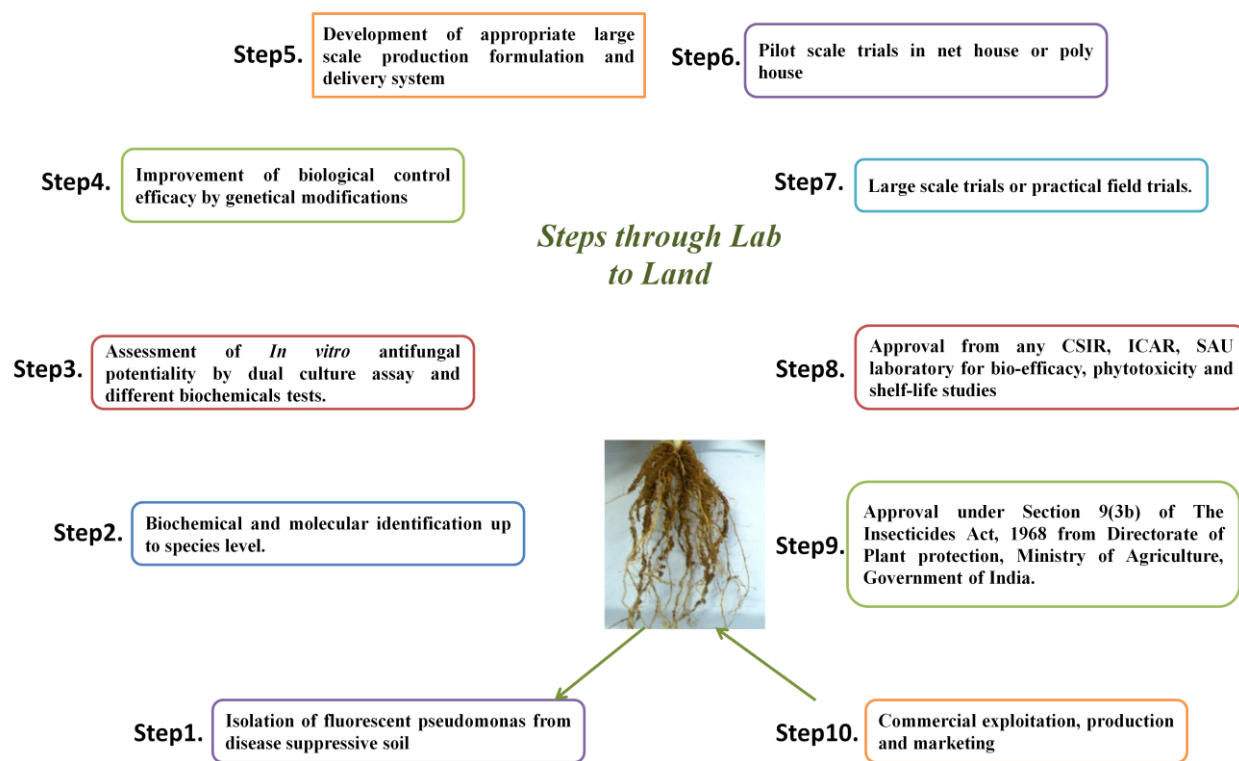 Step5.
Development of appropriate large
scale production formulation and
delivery system
Step6.
Pilot scale trials in net house or poly
house
Step4.
Improvement of biological control
efficacy by genetical modifications
Step7.
Large scale trials or practical field trials.
Steps through Lab
to Land
Step3.
Assessment of In vitro antifungal
potentiality by dual culture assay and
different biochemicals tests.
Step8.
Approval from any CSIR, ICAR, SAU
laboratory for bio-efficacy, phytotoxicity and
shelf-life studies
Step2.
Biochemical and molecular identification up
to species level.
Step9.
Approval under Section 9(3b) of The
Insecticides Act, 1968 from Directorate of
Plant protection, Ministry of Agriculture,
Government of India.
Step1.
Isolation of fluorescent pseudomonas from
disease suppressive soil
Step10.
Commercial exploitation, production
and marketing